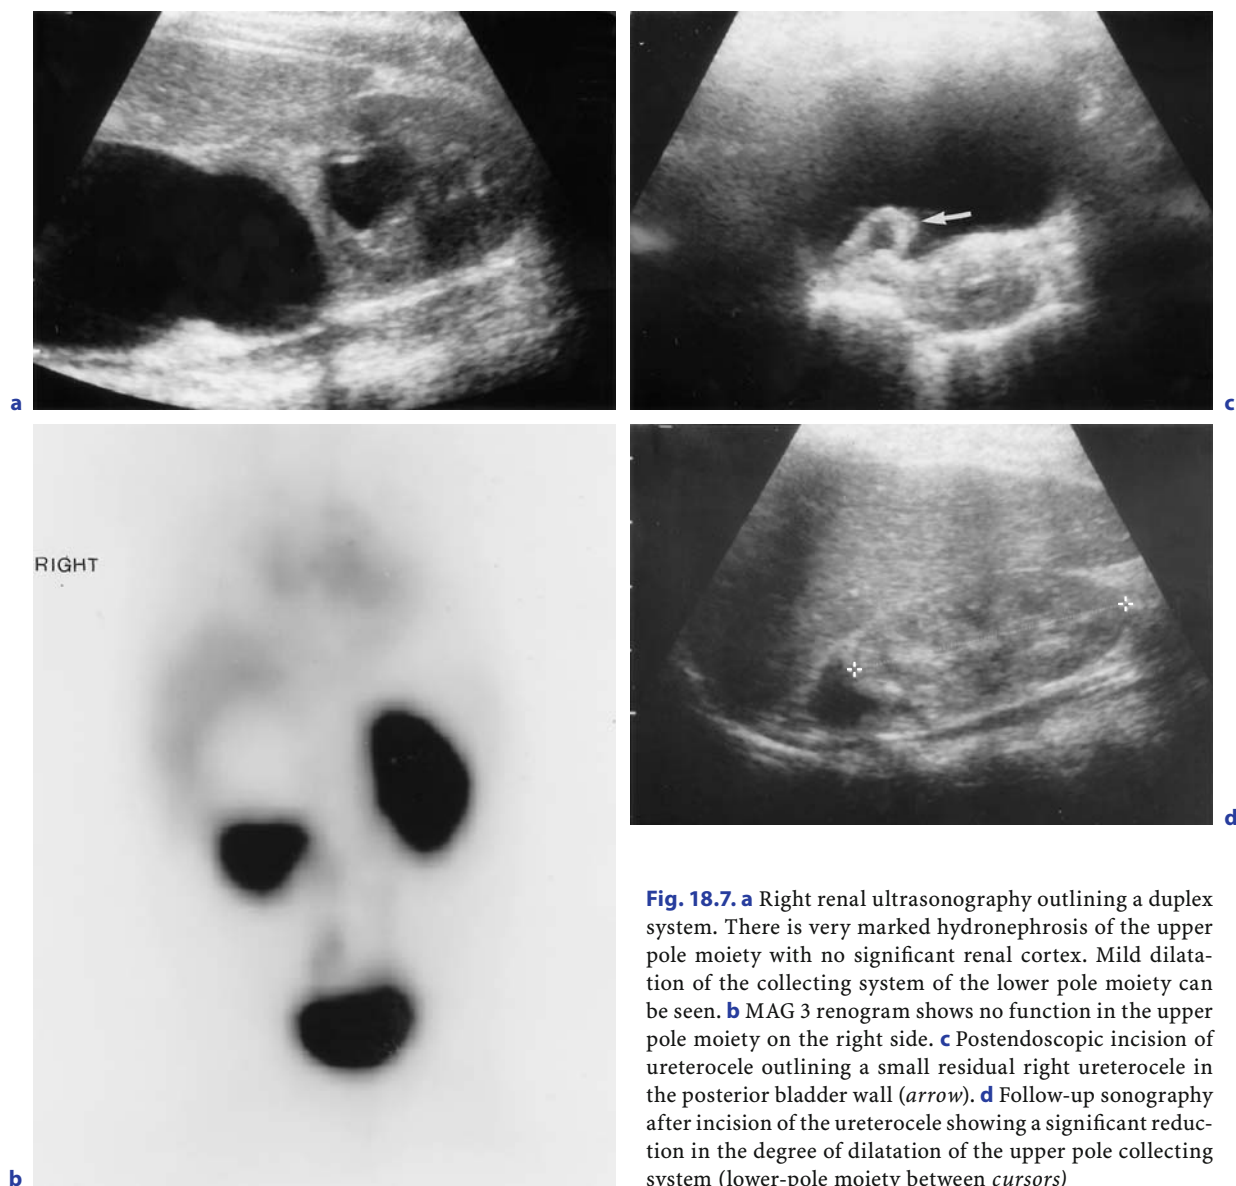 a
c
RIGHT
d
b
Fig. 18.7. a Right renal ultrasonography outlining a duplex
system. There is very marked hydronephrosis of the upper
pole moiety with no significant renal cortex. Mild dilata-
tion of the collecting system of the lower pole moiety can
be seen. b MAG 3 renogram shows no function in the upper
pole moiety on the right side. c Postendoscopic incision of
ureterocele outlining a small residual right ureterocele in
the posterior bladder wall (arrow). d Follow-up sonography
after incision of the ureterocele showing a significant reduc-
tion in the degree of dilatation of the upper pole collecting
system (lower-pole moiety between cursors)